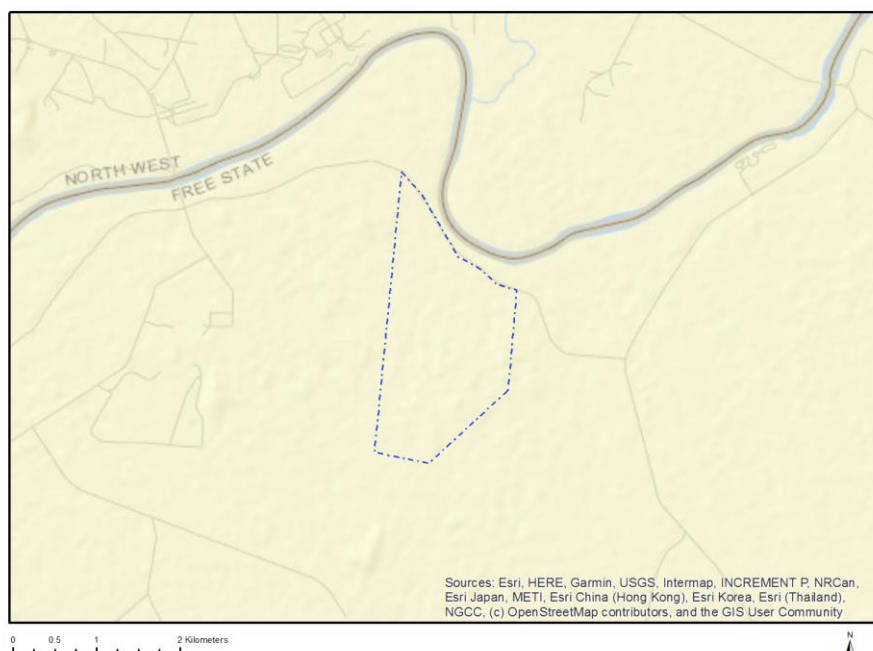 NORTH WEST
FREE STATE
Sources: Esri, HERE, Garmin, USGS, Intermap, INCREMENT P, NRCan,
Esri Japan, METI, Esri China (Hong Kong), Esri Korea, Esri (Thailand),
NGCC, (c) OpenStreetMap contributors, and the GIS User Community
0 0.5 1 2 Kilometers
N